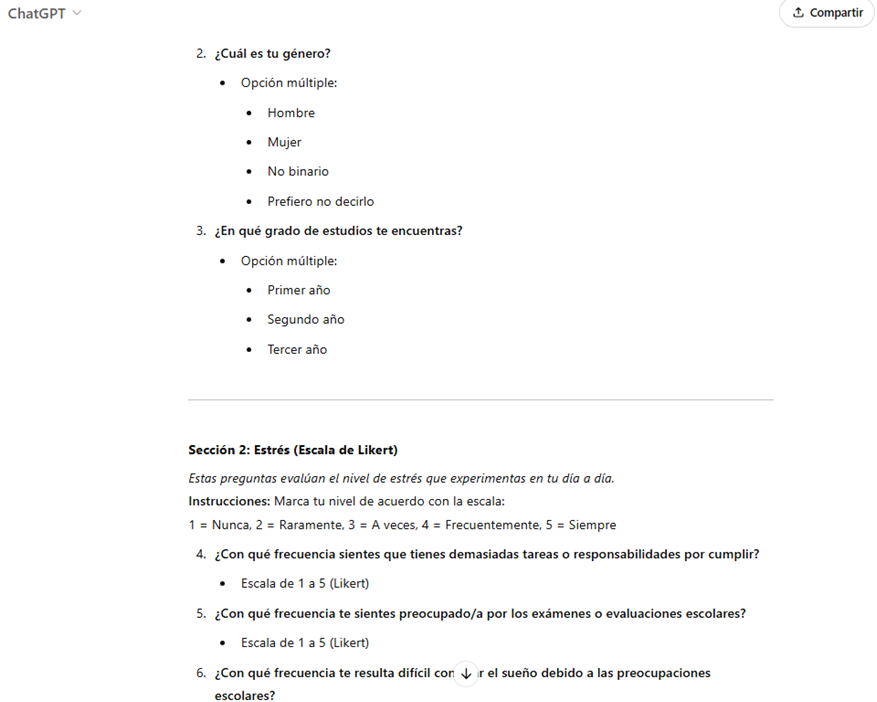 ChatGPT
Compartir
2. ¿Cuál es tu género?
• Opción múltiple:
• Hombre
• Mujer
• No binario
• Prefiero no decirlo
3. ¿En qué grado de estudios te encuentras?
• Opción múltiple:
• Primer año
• Segundo año
• Tercer año
Sección 2: Estrés (Escala de Likert)
Estas preguntas evalúan el nivel de estrés que experimentas en tu día a día.
Instrucciones: Marca tu nivel de acuerdo con la escala:
1 = Nunca, 2 = Raramente, 3 = A veces, 4 = Frecuentemente, 5 = Siempre
4. ¿Con qué frecuencia sientes que tienes demasiadas tareas o responsabilidades por cumplir?
• Escala de 1 a 5 (Likert)
5. ¿Con qué frecuencia te sientes preocupado/a por los exámenes o evaluaciones escolares?
• Escala de 1 a 5 (Likert)
6. ¿Con qué frecuencia te resulta difícil el sueño debido a las preocupaciones
escolares?